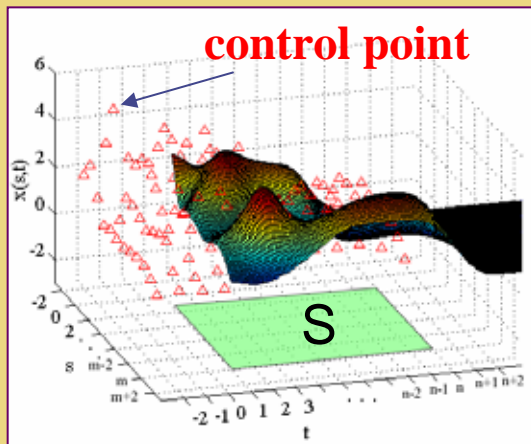 control point
6
4
2
0
-2
x(s,t)
-2
0
2
. .
m-2
m
m+2
s
S
-2 -1 0 1 2 3 . . . n-2 n-1 n n+1 n+2
t